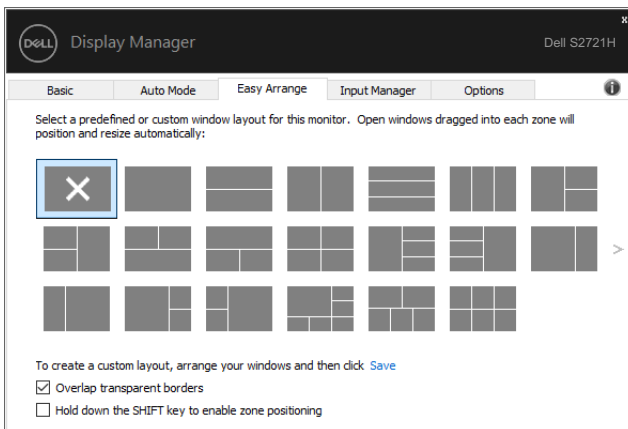 x
DELL Display Manager Dell S2721H
Basic Auto Mode Easy Arrange Input Manager Options i
Select a predefined or custom window layout for this monitor. Open windows dragged into each zone will
position and resize automatically:
>
To create a custom layout, arrange your windows and then click Save
Overlap transparent borders
Hold down the SHIFT key to enable zone positioning